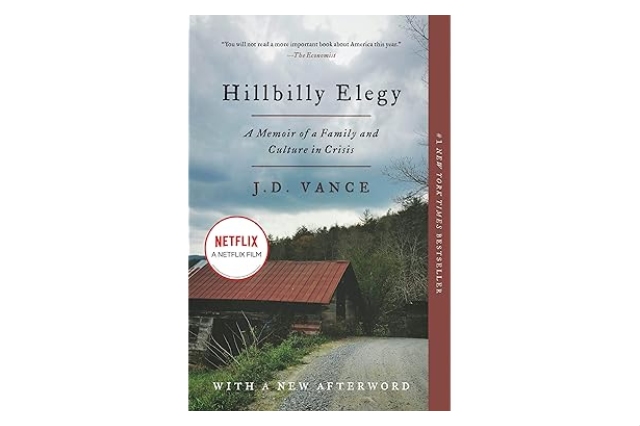 "You will not read a more important book about America this year."
—The Economist
Hillbilly Elegy
A Memoir of a Family and
Culture in Crisis
J.D. VANCE
NETFLIX
A NETFLIX FILM
WITH A NEW AFTERWORD
#1 NEW YORK TIMES BESTSELLER